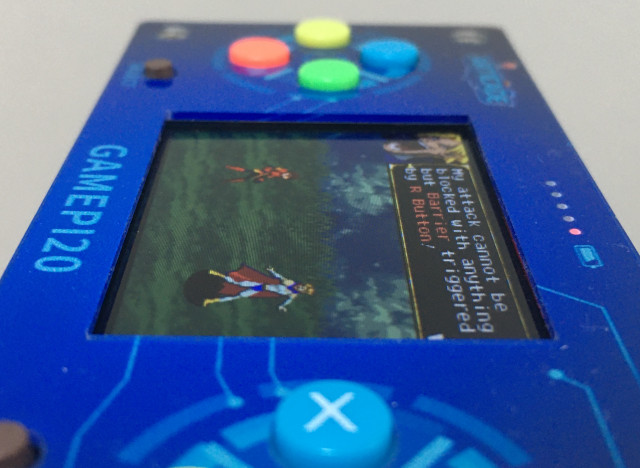 My attack cannot be
blocked with anything
but Barrier triggered
by R Button!
GAMEPI20
X